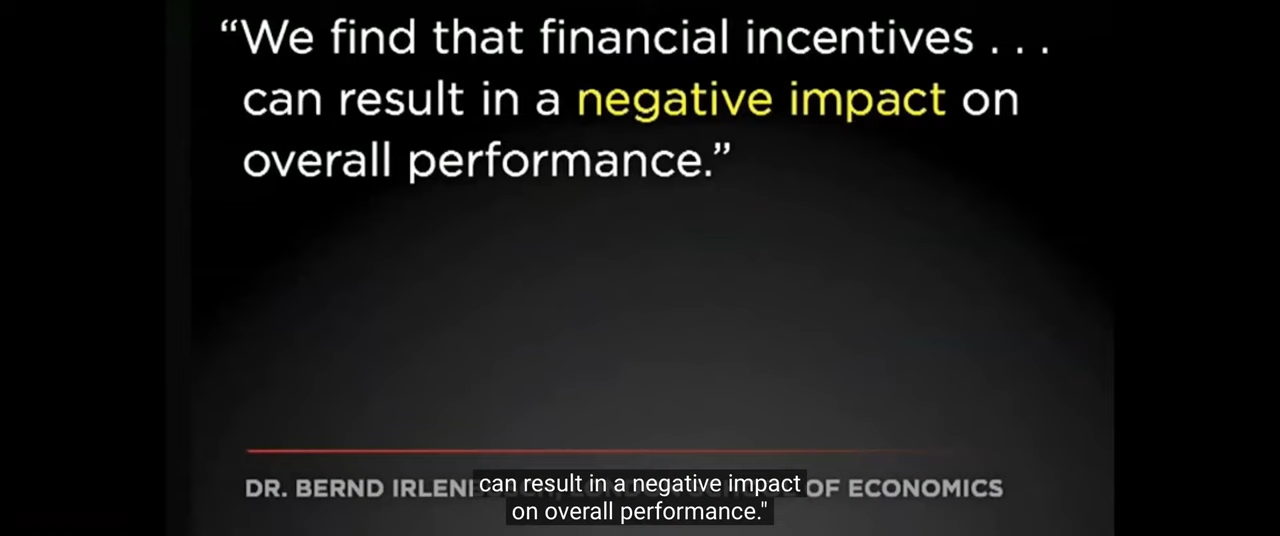 “We find that financial incentives . . .
can result in a negative impact on
overall performance.”
DR. BERND OF ECONOMICS
can result in a negative impact
on overall performance."